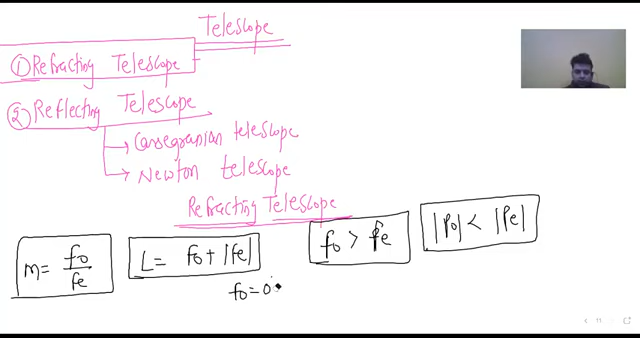 Telescope
① Refracting Telescope
② Reflecting Telescope
→ Cassegranian telescope
→ Newton telescope
Refracting Telescope
m = fo/fe
L = fo + |fe|
fo > fe
|Po| < |Pe|
fo = 0.
11